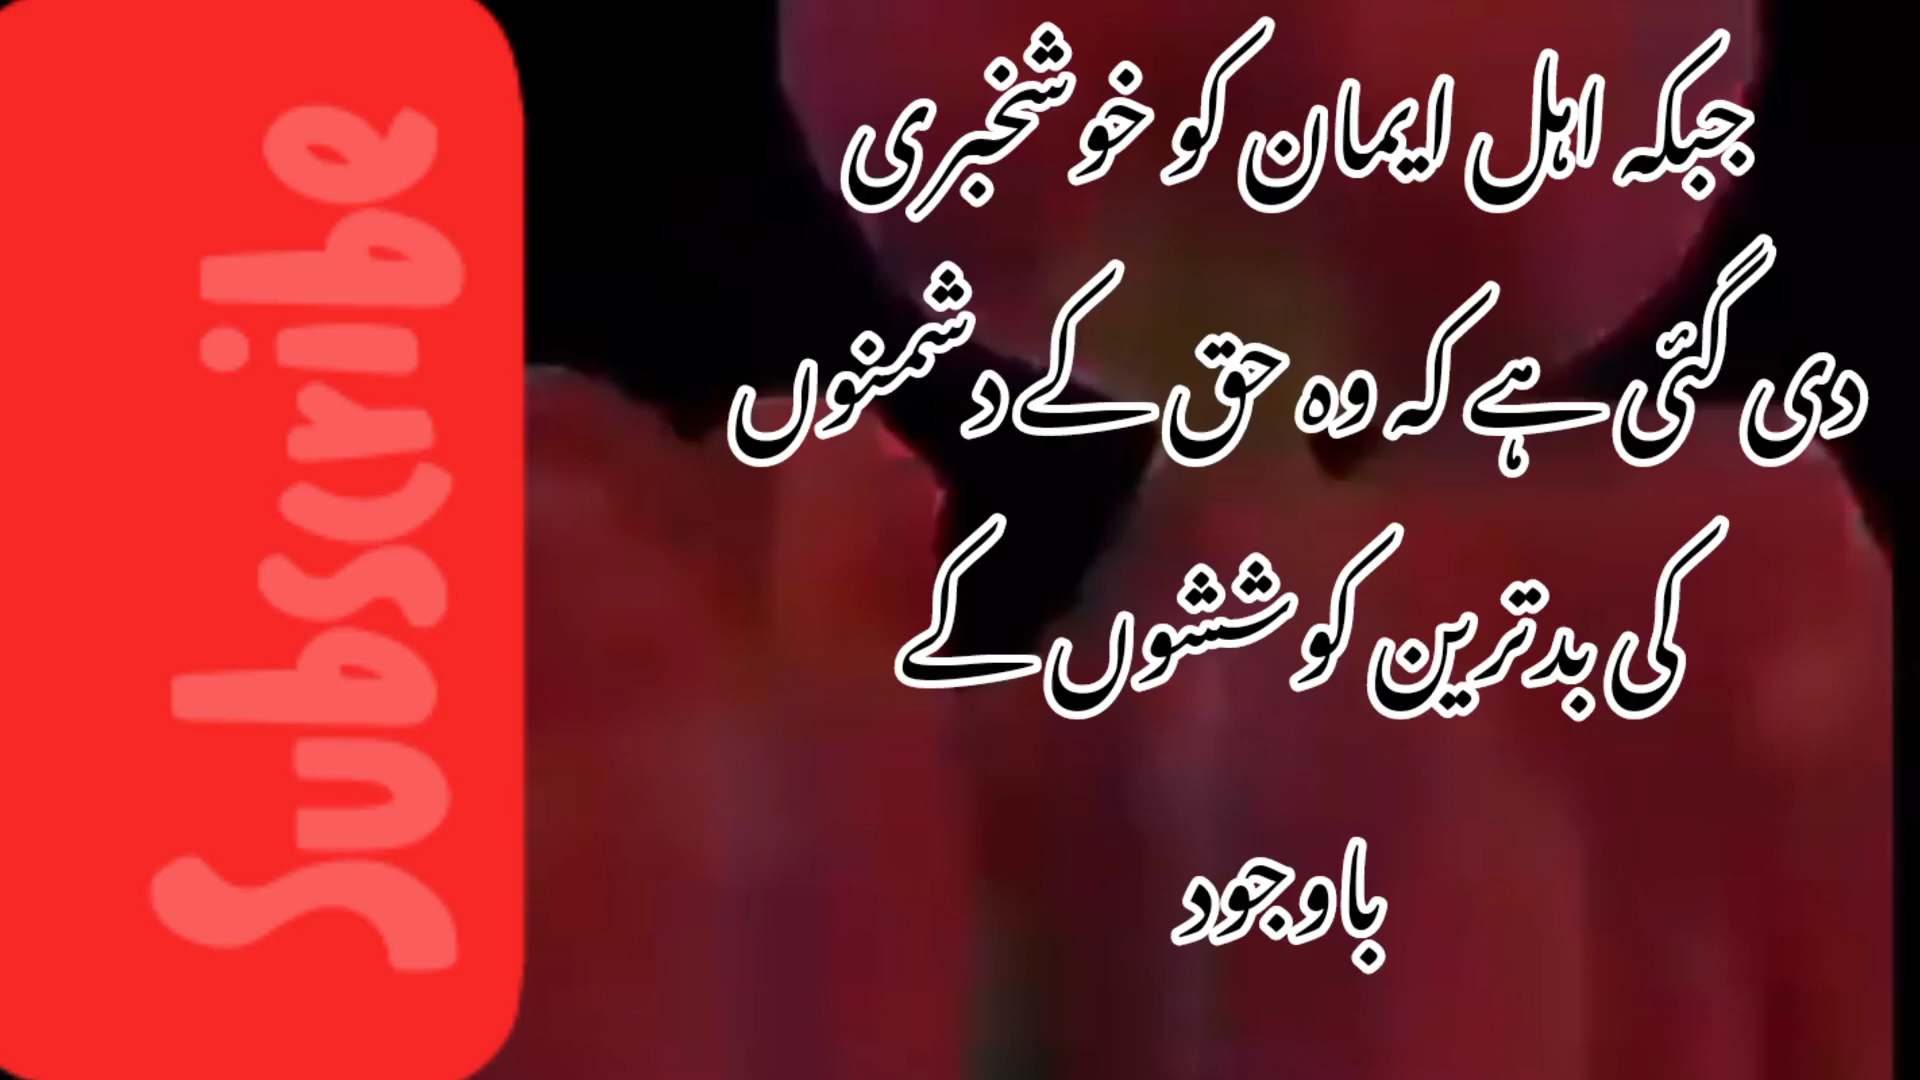 جبکہ اہل ایمان کو خوشخبری
دی گئی ہے کہ وہ حق کے دشمنوں
کی بدترین کوششوں کے
باوجود
Subscribe